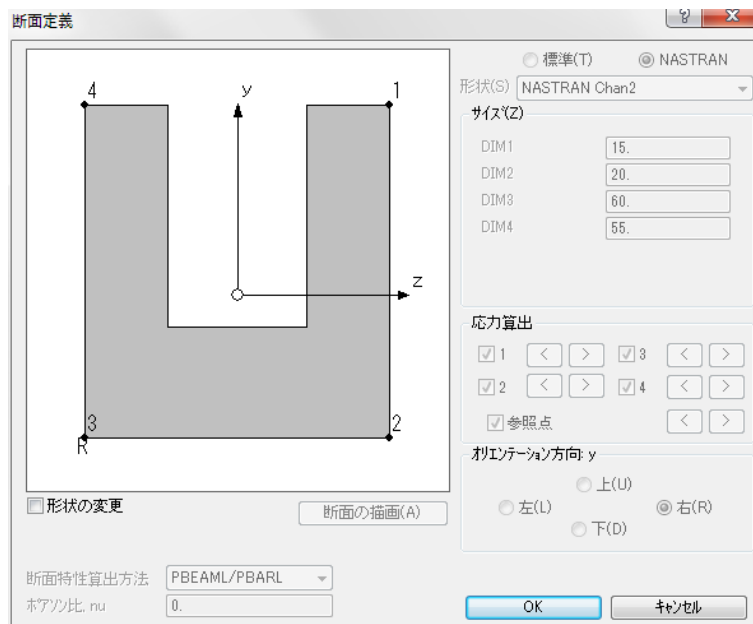 断面定義
標準(T) NASTRAN
形状(S) NASTRAN Chan2
サイズ(Z)
DIM1 15.
DIM2 20.
DIM3 60.
DIM4 55.
4 y 1
z
3 2
R
応力算出
1 < > 3 < >
2 < > 4 < >
参照点 < >
オリエンテーション方向: y
上(U)
左(L) 右(R)
下(D)
形状の変更 断面の描画(A)
断面特性算出方法 PBEAML/PBARL
ポアソン比, nu 0.
OK キャンセル